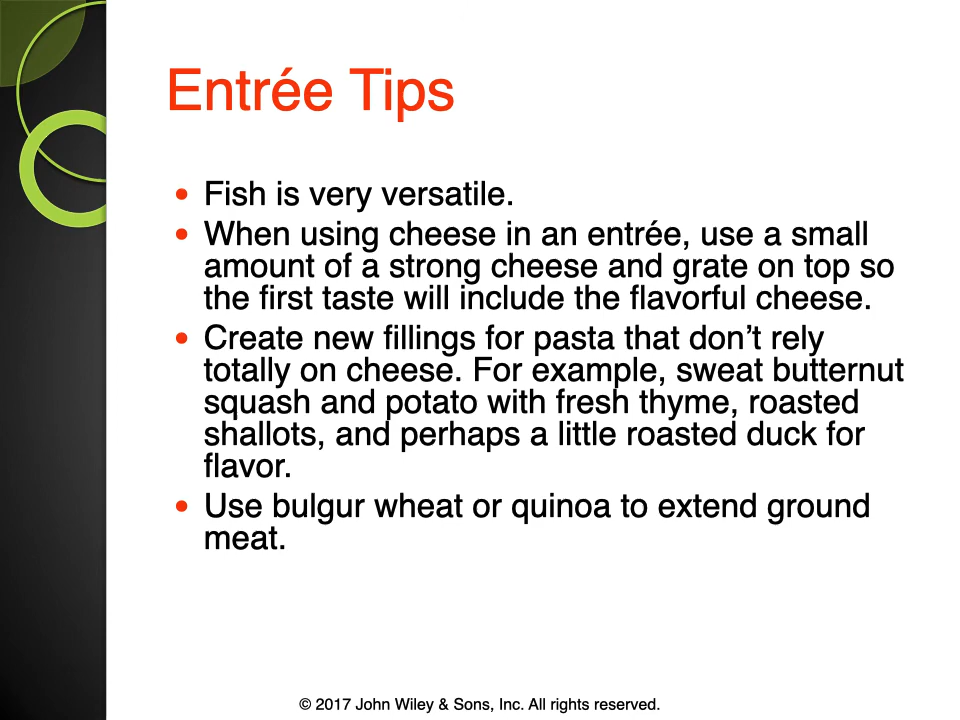 Entrée Tips
• Fish is very versatile.
• When using cheese in an entrée, use a small
amount of a strong cheese and grate on top so
the first taste will include the flavorful cheese.
• Create new fillings for pasta that don’t rely
totally on cheese. For example, sweat butternut
squash and potato with fresh thyme, roasted
shallots, and perhaps a little roasted duck for
flavor.
• Use bulgur wheat or quinoa to extend ground
meat.
© 2017 John Wiley & Sons, Inc. All rights reserved.